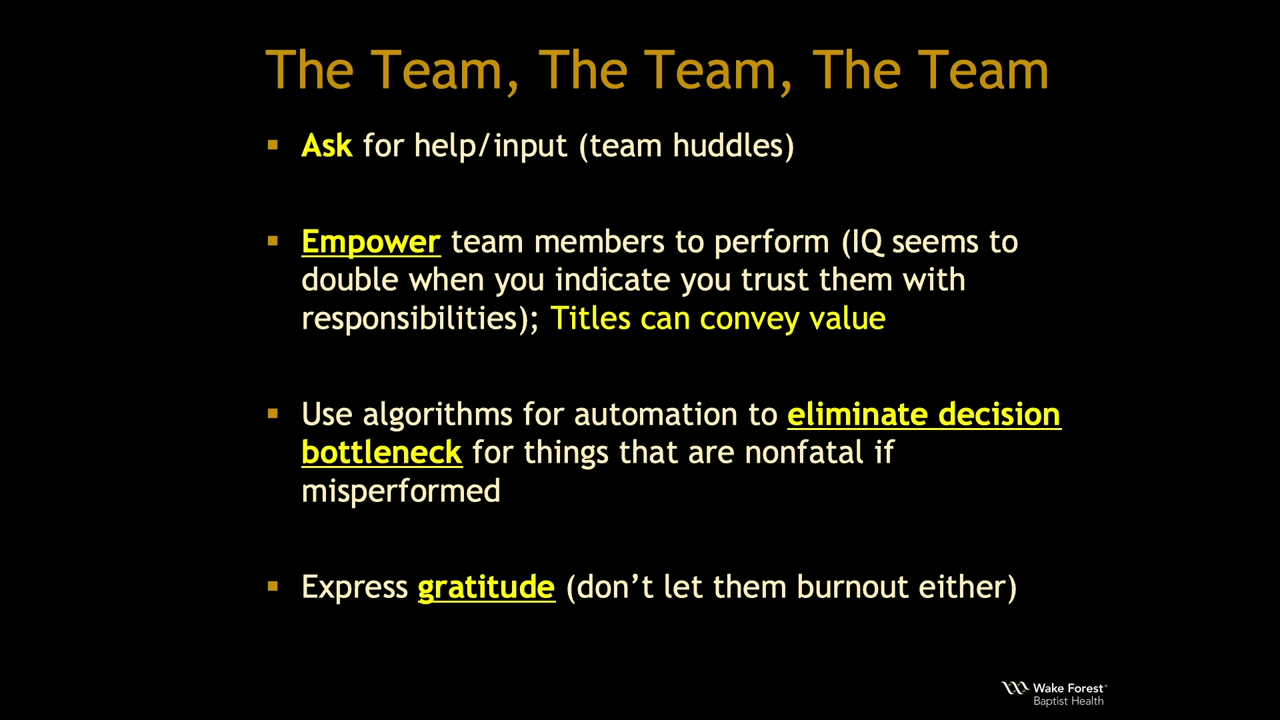 The Team, The Team, The Team
▪ Ask for help/input (team huddles)
▪ Empower team members to perform (IQ seems to
double when you indicate you trust them with
responsibilities); Titles can convey value
▪ Use algorithms for automation to eliminate decision
bottleneck for things that are nonfatal if
misperformed
▪ Express gratitude (don’t let them burnout either)
Wake Forest®
Baptist Health